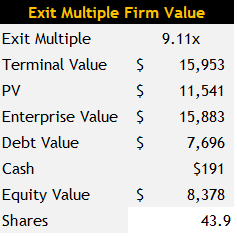 Exit Multiple Firm Value
Exit Multiple 9.11x
Terminal Value $ 15,953
PV $ 11,541
Enterprise Value $ 15,883
Debt Value $ 7,696
Cash $191
Equity Value $ 8,378
Shares 43.9